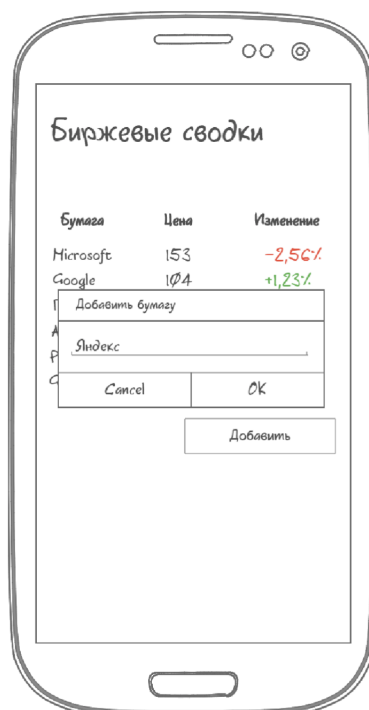 Биржевые сводки
Бумага Цена Изменение
Microsoft 153 -2,56%
Google 104 +1,23%
Добавить бумагу
Яндекс
Cancel OK
Добавить